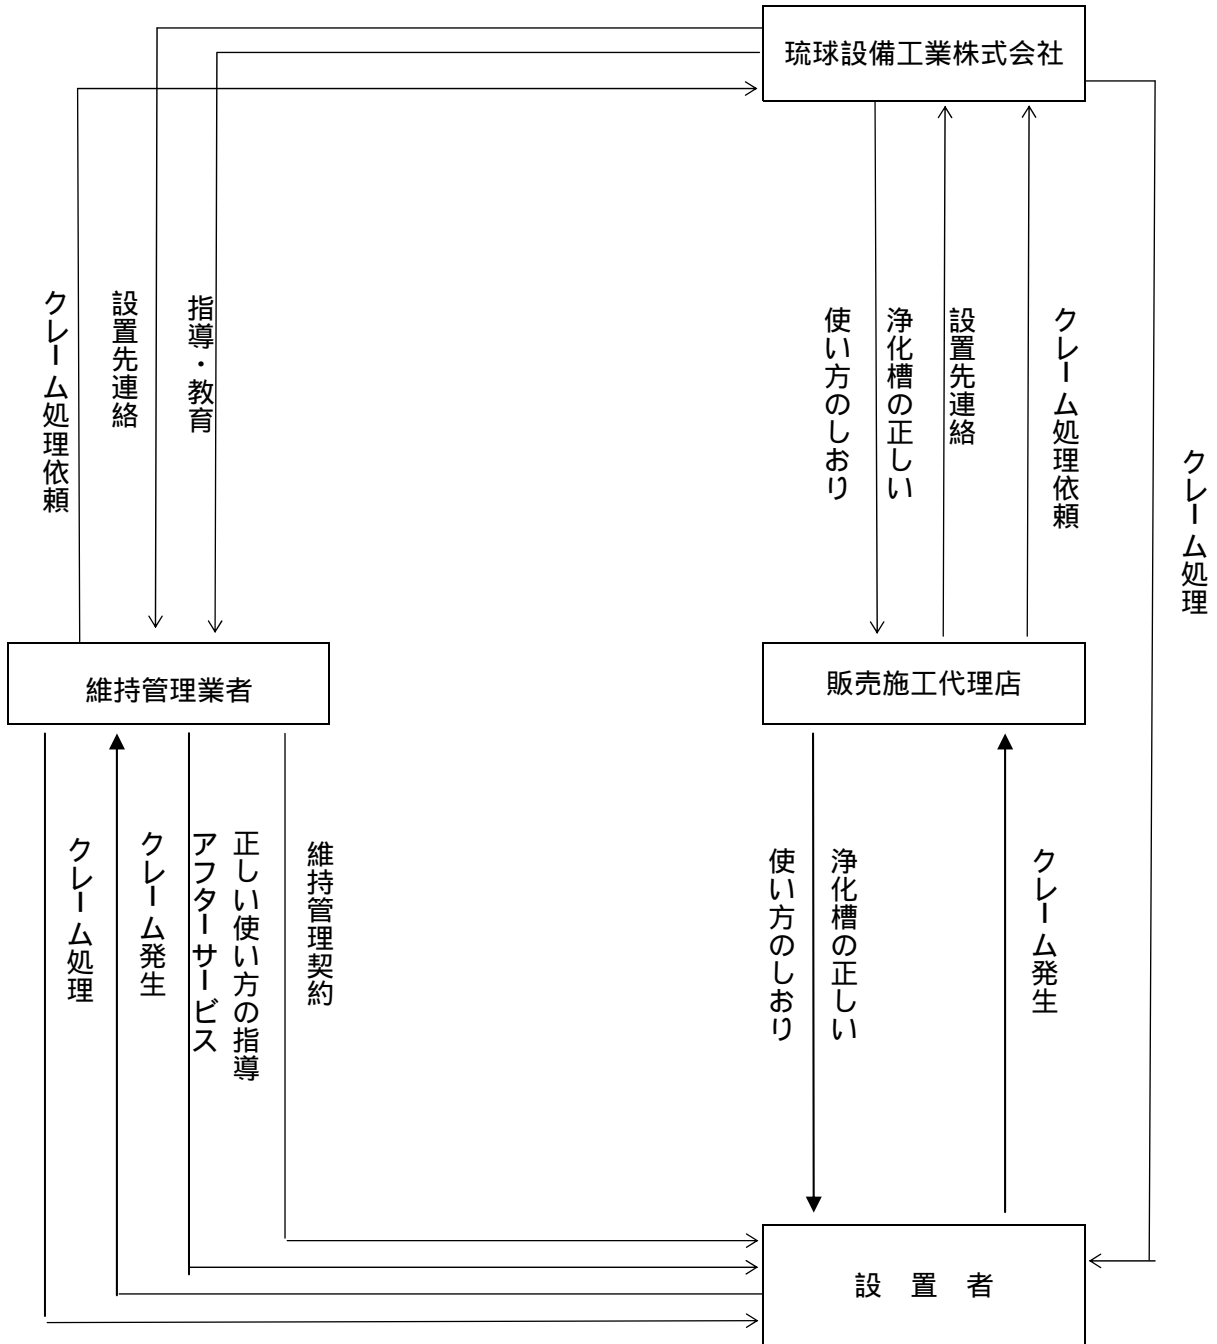 琉球設備工業株式会社
クレーム処理依頼
設置先連絡
指導・教育
浄化槽の正しい
使い方のしおり
設置先連絡
クレーム処理依頼
クレーム処理
維持管理業者
販売施工代理店
クレーム処理
クレーム発生
正しい使い方の指導
アフターサービス
維持管理契約
浄化槽の正しい
使い方のしおり
クレーム発生
設　置　者